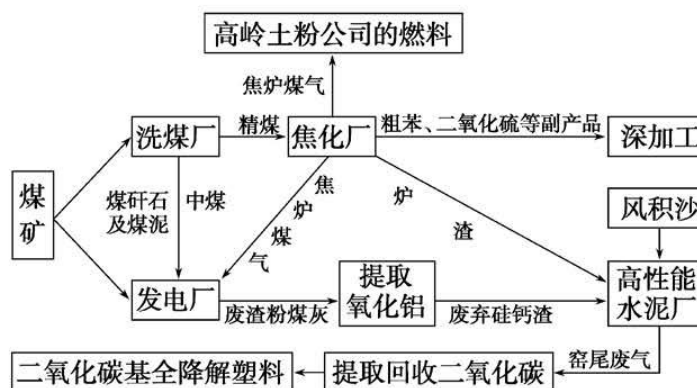 高岭土粉公司的燃料
焦炉煤气
洗煤厂
精煤
焦化厂
粗苯、二氧化硫等副产品
深加工
煤矿
煤矸石及煤泥
中煤
焦炉煤气
炉渣
风积沙
发电厂
废渣粉煤灰
提取
氧化铝
废弃硅钙渣
高性能
水泥厂
二氧化碳基全降解塑料
提取回收二氧化碳
窑尾废气